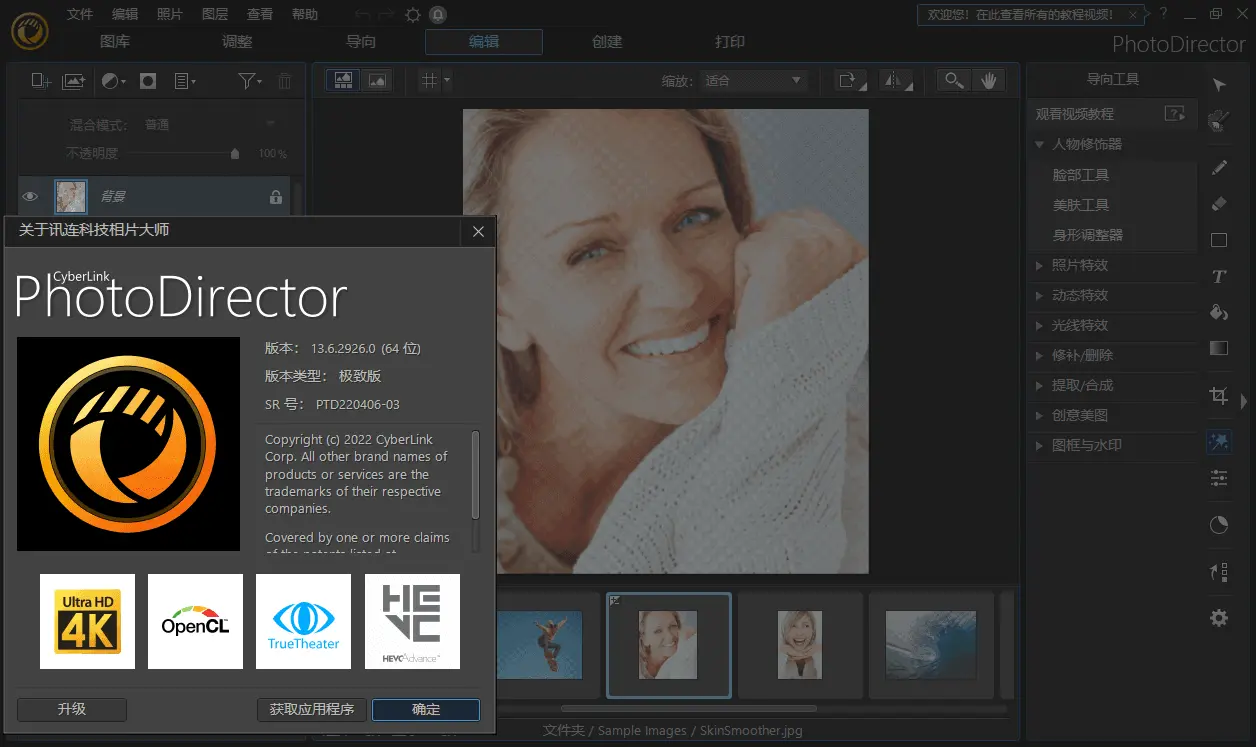 文件 编辑 照片 图层 查看 帮助
欢迎您! 在此查看所有的教程视频!
图库 调整 导向 编辑 创建 打印
PhotoDirector
缩放: 适合
导向工具
混合模式: 普通
不透明度 100%
背景
观看视频教程
人物修饰器
脸部工具
美肤工具
身形调整器
照片特效
动态特效
光线特效
修补/删除
提取/合成
创意美图
图框与水印
关于讯连科技相片大师
CyberLink
PhotoDirector
版本: 13.6.2926.0 (64 位)
版本类型: 极致版
SR 号: PTD220406-03
Copyright (c) 2022 CyberLink
Corp. All other brand names of
products or services are the
trademarks of their respective
companies.
Covered by one or more claims
of the patents listed at
Ultra HD
4K
OpenCL
TrueTheater
HEVC
HEVCAdvance™
升级 获取应用程序 确定
文件夹 / Sample Images / SkinSmoother.jpg